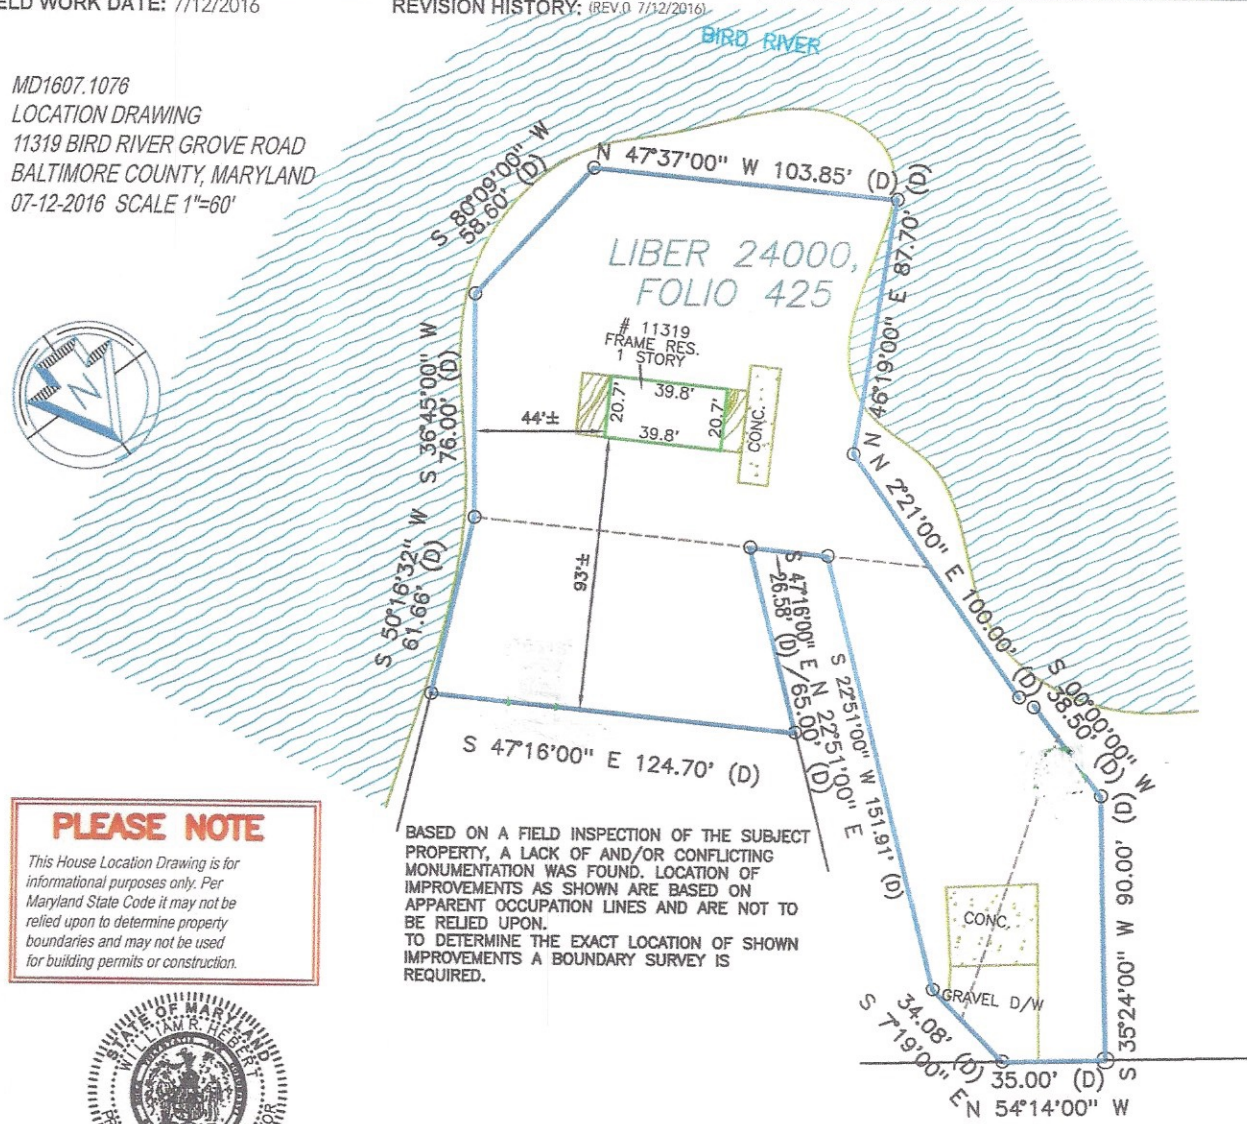 ELD WORK DATE: 7/12/2016
REVISION HISTORY: (REV.0 7/12/2016)
BIRD RIVER
MD1607.1076
LOCATION DRAWING
11319 BIRD RIVER GROVE ROAD
BALTIMORE COUNTY, MARYLAND
07-12-2016 SCALE 1"=60'
S 80°09'00" W
58.60' (D)
N 47°37'00" W 103.85' (D)
N 46°19'00" E 87.70' (D)
LIBER 24000,
FOLIO 425
# 11319
FRAME RES.
1 STORY
39.8'
20.7'
20.7'
39.8'
CONC.
44'±
N
S 36°45'00" W
76.00' (D)
S 50°16'32" W
61.66' (D)
93'±
N 2°21'00" E 100.00' (D)
S 47°16'00" E
26.58' (D)
N 22°51'00" E
65.00' (D)
S 22°51'00" W 151.91' (D)
S 00°00'00" W
38.50' (D)
S 47°16'00" E 124.70' (D)
S 35°24'00" W 90.00' (D)
CONC.
GRAVEL D/W
34.08' (D)
S 7°19'00" E
35.00' (D)
N 54°14'00" W
PLEASE NOTE
This House Location Drawing is for
informational purposes only. Per
Maryland State Code it may not be
relied upon to determine property
boundaries and may not be used
for building permits or construction.
BASED ON A FIELD INSPECTION OF THE SUBJECT
PROPERTY, A LACK OF AND/OR CONFLICTING
MONUMENTATION WAS FOUND. LOCATION OF
IMPROVEMENTS AS SHOWN ARE BASED ON
APPARENT OCCUPATION LINES AND ARE NOT TO
BE RELIED UPON.
TO DETERMINE THE EXACT LOCATION OF SHOWN
IMPROVEMENTS A BOUNDARY SURVEY IS
REQUIRED.
STATE OF MARYLAND
WILLIAM R. HEBERT